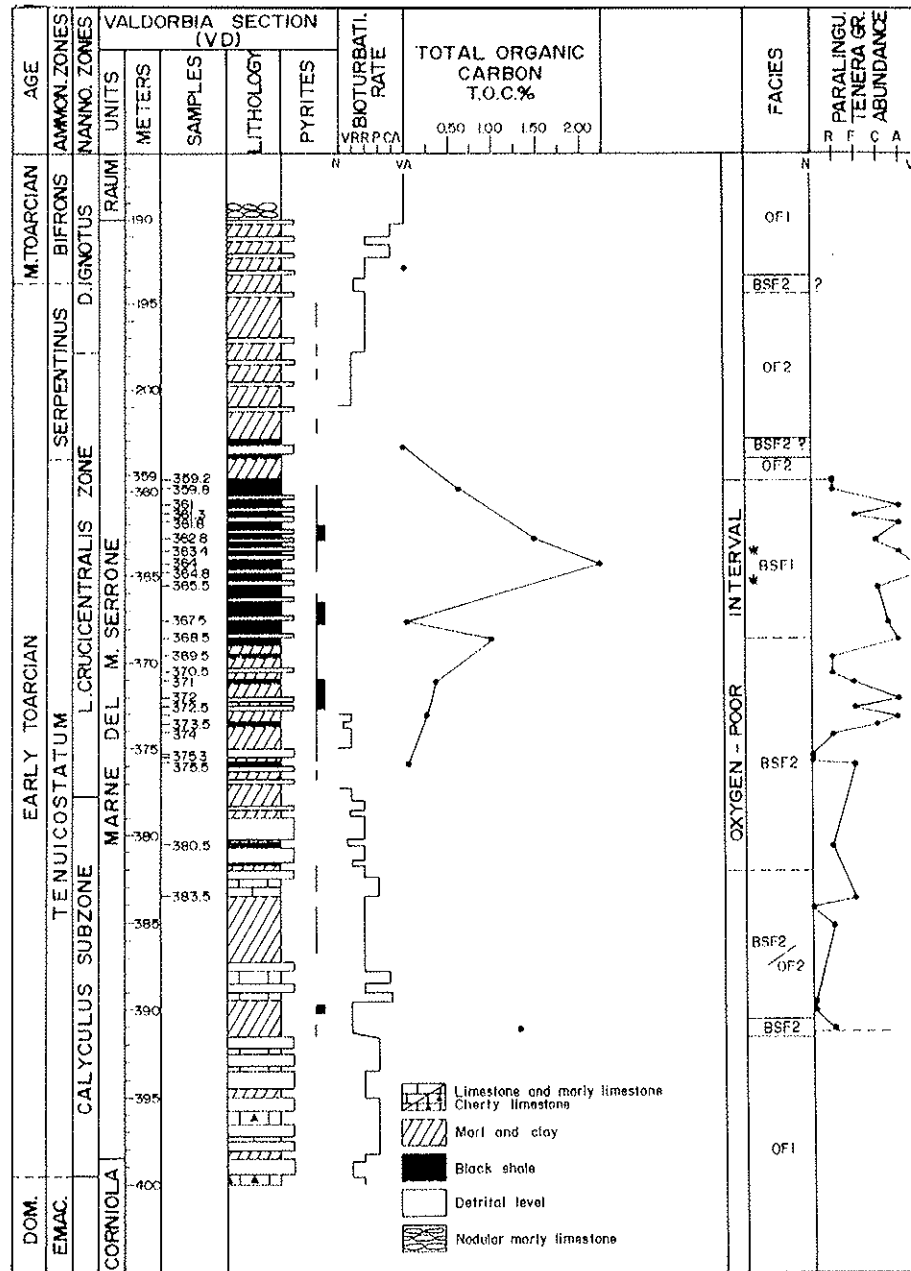 AGE
AMMON. ZONES
NANNO. ZONES
VALDORBIA SECTION
(VD)
UNITS
METERS
SAMPLES
LITHOLOGY
PYRITES
BIOTURBATI.
RATE
VRRPCA
N
VA
TOTAL ORGANIC
CARBON
T.O.C.%
0.50
1.00
2.00
FACIES
PARALINGU.
TENERA GR.
ABUNDANCE
R F C A
N
V
M.TOARCIAN
EARLY TOARCIAN
DOM.
BIFRONS
SERPENTINUS
TENUICOSTATUM
EMAC.
D.IGNOTUS
L.CRUCICENTRALIS ZONE
CALYCULUS SUBZONE
RAUM
MARNE DEL M. SERRONE
CORNIOLA
190
195
200
359
360
365
370
375
380
385
390
395
400
359.2
359.8
361
361.3
361.8
362.8
363.4
364
364.8
365.5
367.5
368.5
369.5
370.5
371
372
372.5
373.5
374
375.3
375.5
380.5
383.5
OXYGEN-POOR INTERVAL
OF1
BSF2 ?
OF2
BSF2 ?
OF2
* BSF1
*
BSF2
BSF2
/OF2
BSF2
OF1
Limestone and marly limestone
Cherty limestone
Marl and clay
Black shale
Detrital level
Nodular marly limestone